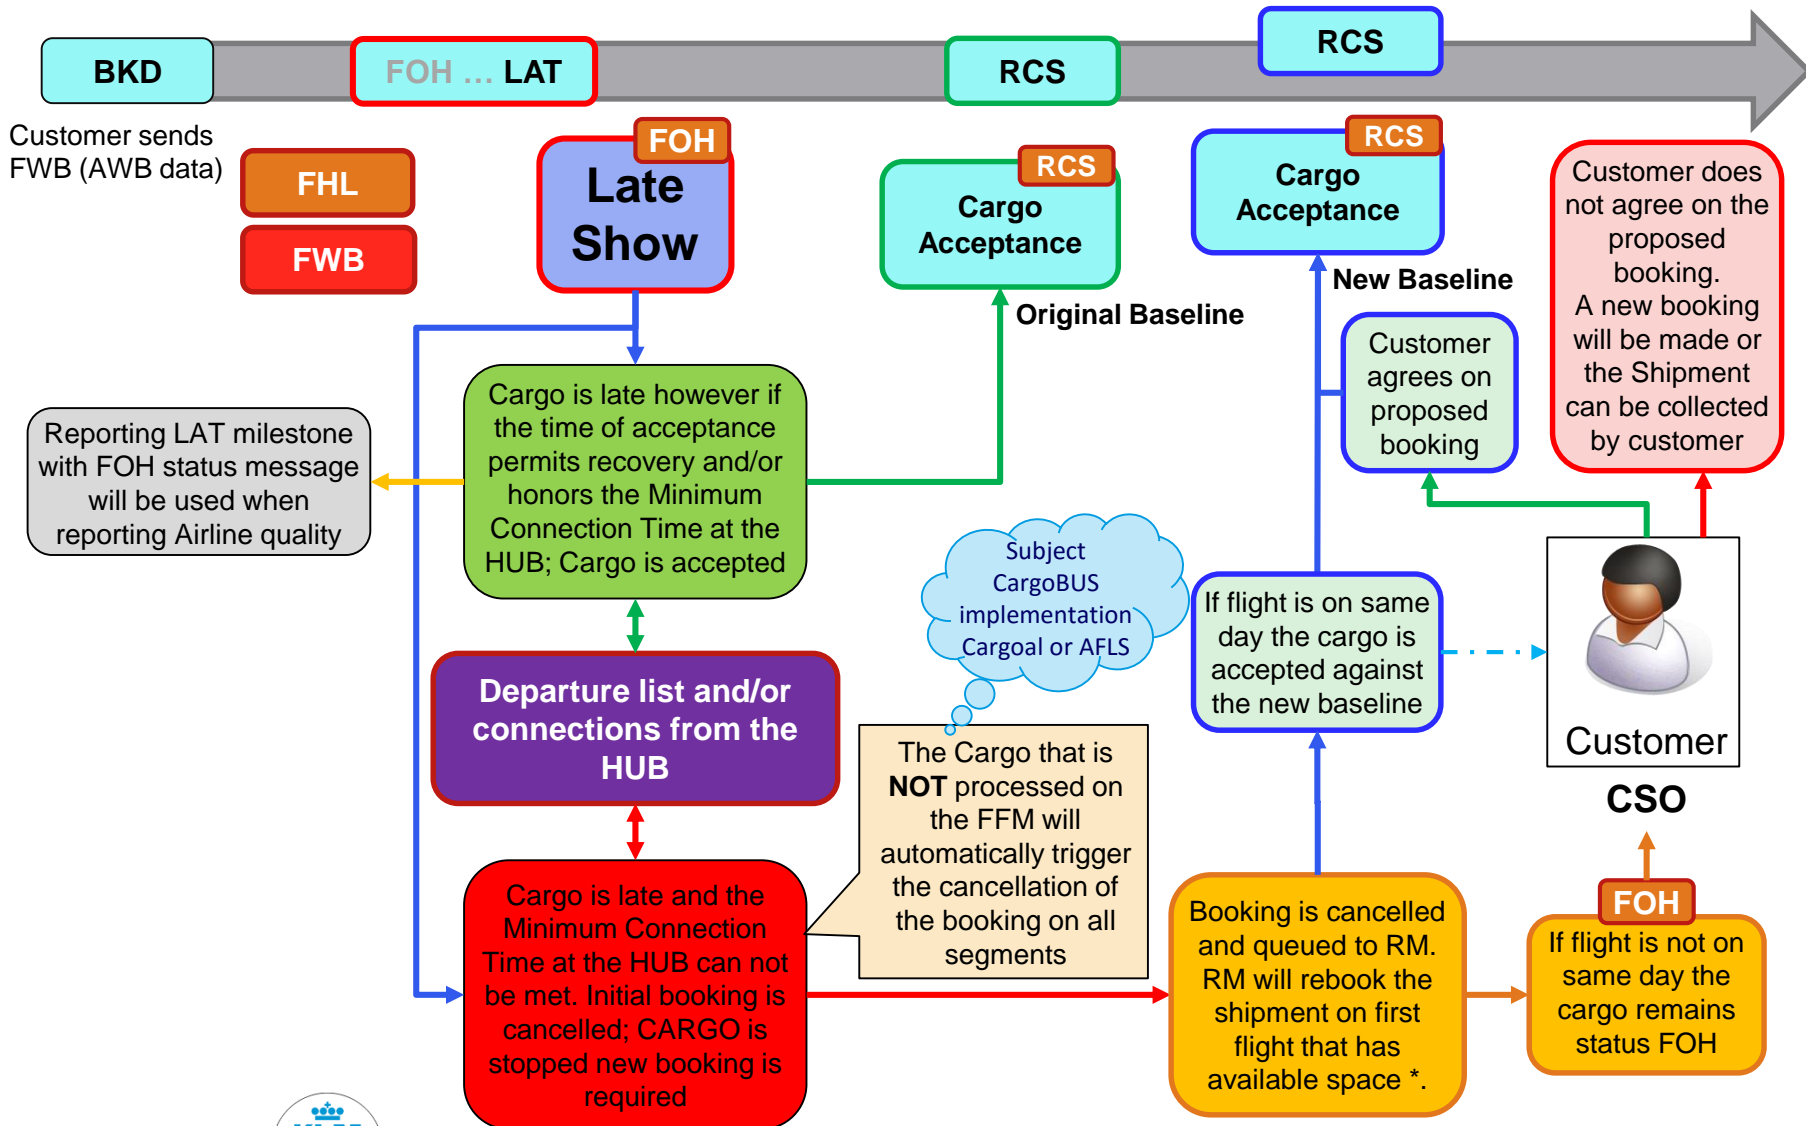 BKD
FOH ... LAT
RCS
RCS
Customer sends
FWB (AWB data)
FHL
FWB
FOH
Late
Show
RCS
Cargo
Acceptance
Original Baseline
RCS
Cargo
Acceptance
New Baseline
Customer does
not agree on the
proposed
booking.
A new booking
will be made or
the Shipment
can be collected
by customer
Customer
agrees on
proposed
booking
Reporting LAT milestone
with FOH status message
will be used when
reporting Airline quality
Cargo is late however if
the time of acceptance
permits recovery and/or
honors the Minimum
Connection Time at the
HUB; Cargo is accepted
Subject
CargoBUS
implementation
Cargoal or AFLS
If flight is on same
day the cargo is
accepted against
the new baseline
Customer
CSO
Departure list and/or
connections from the
HUB
The Cargo that is
NOT processed on
the FFM will
automatically trigger
the cancellation of
the booking on all
segments
Cargo is late and the
Minimum Connection
Time at the HUB can not
be met. Initial booking is
cancelled; CARGO is
stopped new booking is
required
Booking is cancelled
and queued to RM.
RM will rebook the
shipment on first
flight that has
available space *.
FOH
If flight is not on
same day the
cargo remains
status FOH